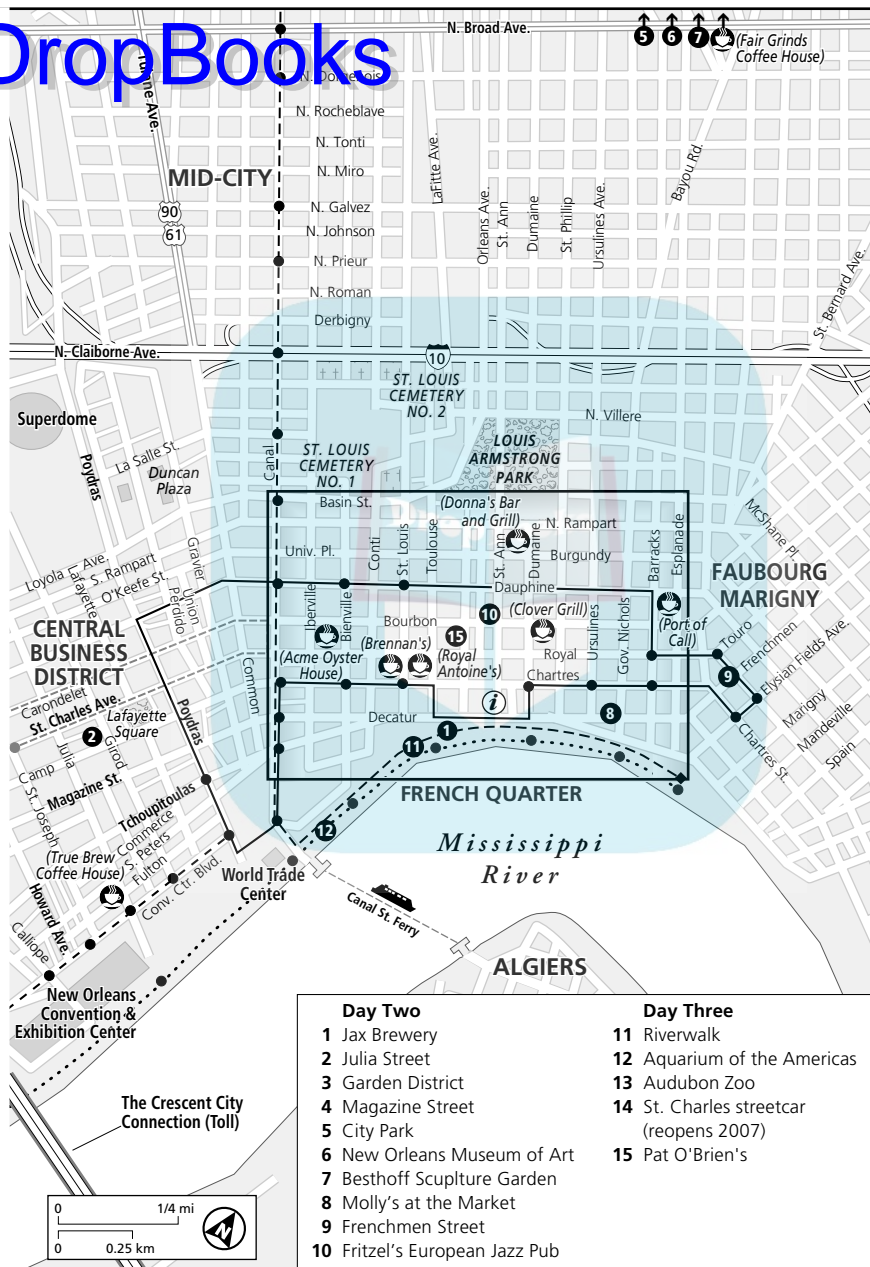 DropBooks
N. Broad Ave.
5 6 7
(Fair Grinds
Coffee House)
Tulane Ave.
N. Dorgenois
N. Rocheblave
N. Tonti
N. Miro
MID-CITY
LaFitte Ave.
Bayou Rd.
90
61
N. Galvez
N. Johnson
N. Prieur
N. Roman
Derbigny
Orleans Ave.
St. Ann
Dumaine
St. Phillip
Ursulines Ave.
St. Bernard Ave.
N. Claiborne Ave.
10
ST. LOUIS
CEMETERY
NO. 2
N. Villere
Superdome
Poydras
La Salle St.
Duncan
Plaza
Canal
ST. LOUIS
CEMETERY
NO. 1
LOUIS
ARMSTRONG
PARK
Basin St.
(Donna's Bar
and Grill)
N. Rampart
Burgundy
McShane Pl.
Univ. Pl.
Conti
St. Louis
Toulouse
St. Ann
Dumaine
Barracks
Esplanade
Loyola Ave.
S. Rampart
O'Keefe St.
Lafayette
Gravier
Union
Perdido
Dauphine
FAUBOURG
MARIGNY
Iberville
Bienville
10
(Clover Grill)
Ursulines
Gov. Nichols
(Port of
Call)
CENTRAL
BUSINESS
DISTRICT
Bourbon
15
(Acme Oyster
House)
(Brennan's)
(Royal
Antoine's)
Royal
Chartres
Touro
Frenchmen
Elysian Fields Ave.
9
Common
Carondelet
St. Charles Ave.
Lafayette
Square
Poydras
2
Julia
Girod
Decatur
i
1
8
11
Marigny
Mandeville
Spain
Chartres St.
Camp
Magazine St.
St. Joseph
Tchoupitoulas
Commerce
S. Peters
Fulton
FRENCH QUARTER
12
Mississippi
River
(True Brew
Coffee House)
Conv. Ctr. Blvd.
World Trade
Center
Canal St. Ferry
Howard Ave.
Calliope
ALGIERS
New Orleans
Convention &
Exhibition Center
The Crescent City
Connection (Toll)
0 1/4 mi
0 0.25 km
N
Day Two
1 Jax Brewery
2 Julia Street
3 Garden District
4 Magazine Street
5 City Park
6 New Orleans Museum of Art
7 Besthoff Scuplture Garden
8 Molly's at the Market
9 Frenchmen Street
10 Fritzel's European Jazz Pub
Day Three
11 Riverwalk
12 Aquarium of the Americas
13 Audubon Zoo
14 St. Charles streetcar
(reopens 2007)
15 Pat O'Brien's